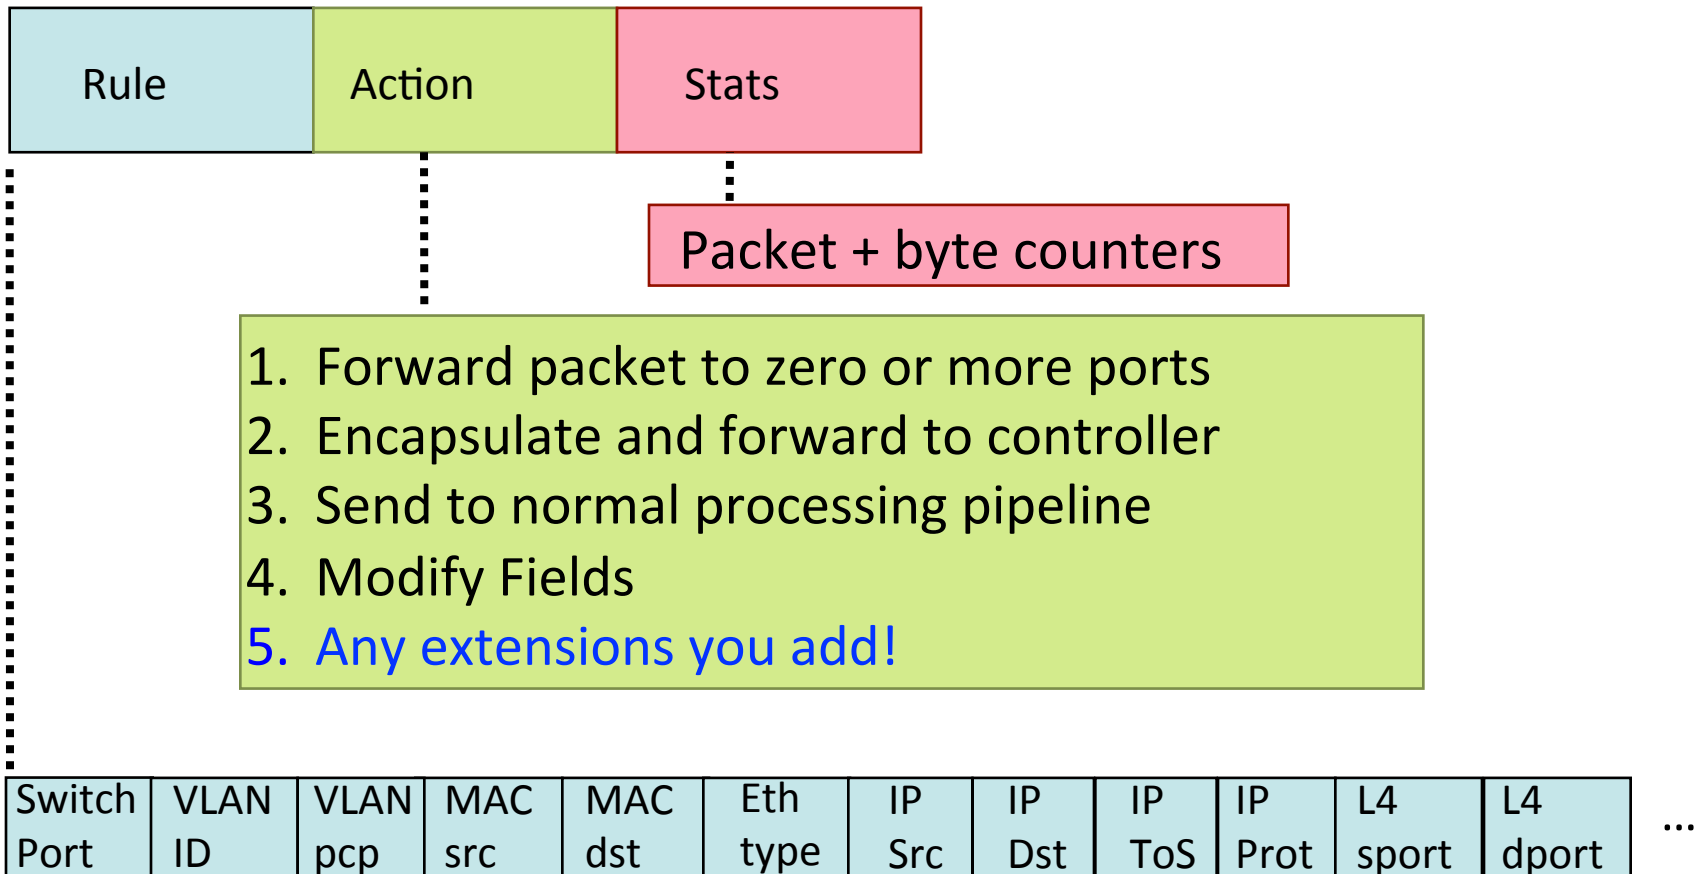 Rule Action Stats
Packet + byte counters
1. Forward packet to zero or more ports
2. Encapsulate and forward to controller
3. Send to normal processing pipeline
4. Modify Fields
5. Any extensions you add!
Switch VLAN VLAN MAC MAC Eth IP IP IP IP L4 L4
Port ID pcp src dst type Src Dst ToS Prot sport dport ...